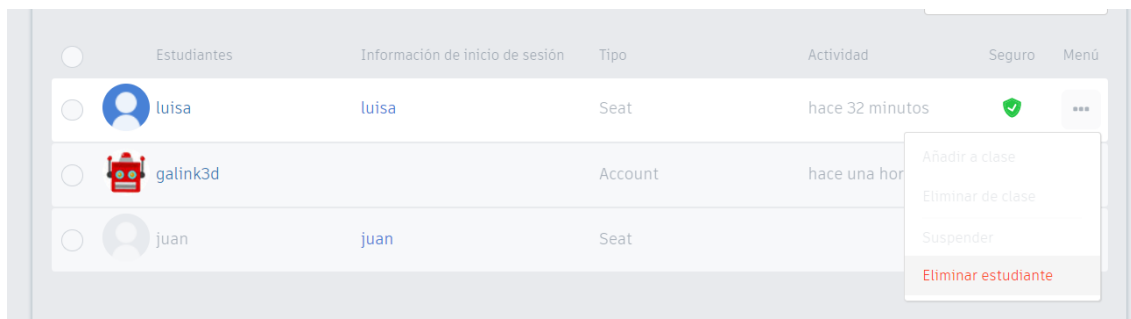 Estudiantes Información de inicio de sesión Tipo Actividad Seguro Menú
luisa luisa Seat hace 32 minutos
Añadir a clase
galink3d Account hace una hor
Eliminar de clase
juan juan Seat
Suspender
Eliminar estudiante